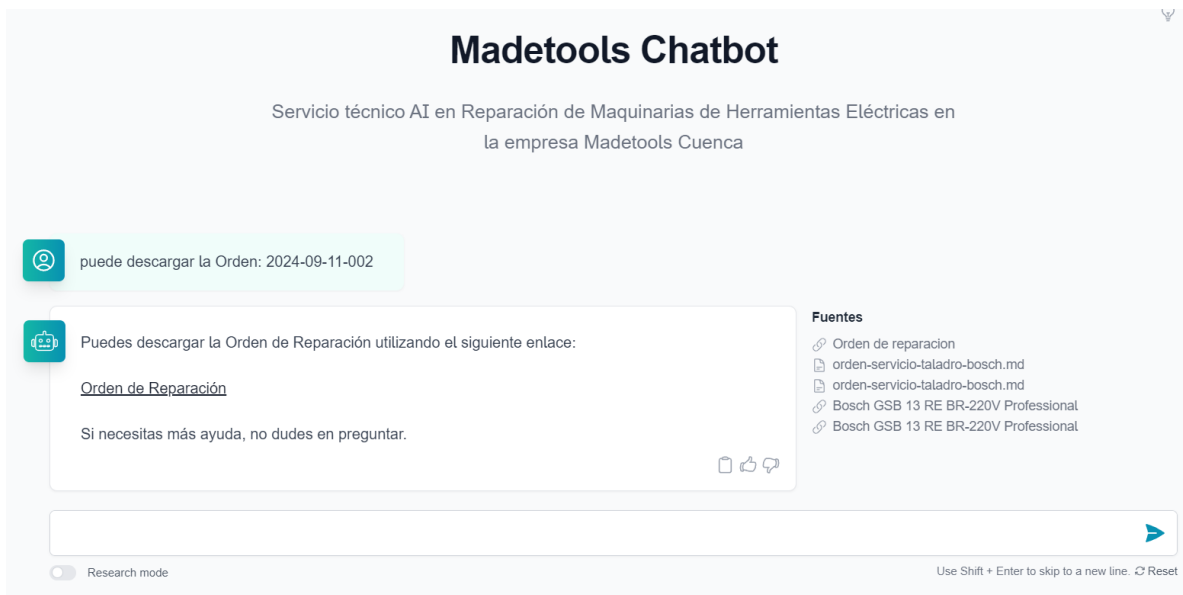 Madetools Chatbot
Servicio técnico AI en Reparación de Maquinarias de Herramientas Eléctricas en
la empresa Madetools Cuenca
puede descargar la Orden: 2024-09-11-002
Puedes descargar la Orden de Reparación utilizando el siguiente enlace:
Orden de Reparación
Si necesitas más ayuda, no dudes en preguntar.
Fuentes
Orden de reparacion
orden-servicio-taladro-bosch.md
orden-servicio-taladro-bosch.md
Bosch GSB 13 RE BR-220V Professional
Bosch GSB 13 RE BR-220V Professional
Research mode
Use Shift + Enter to skip to a new line. Reset